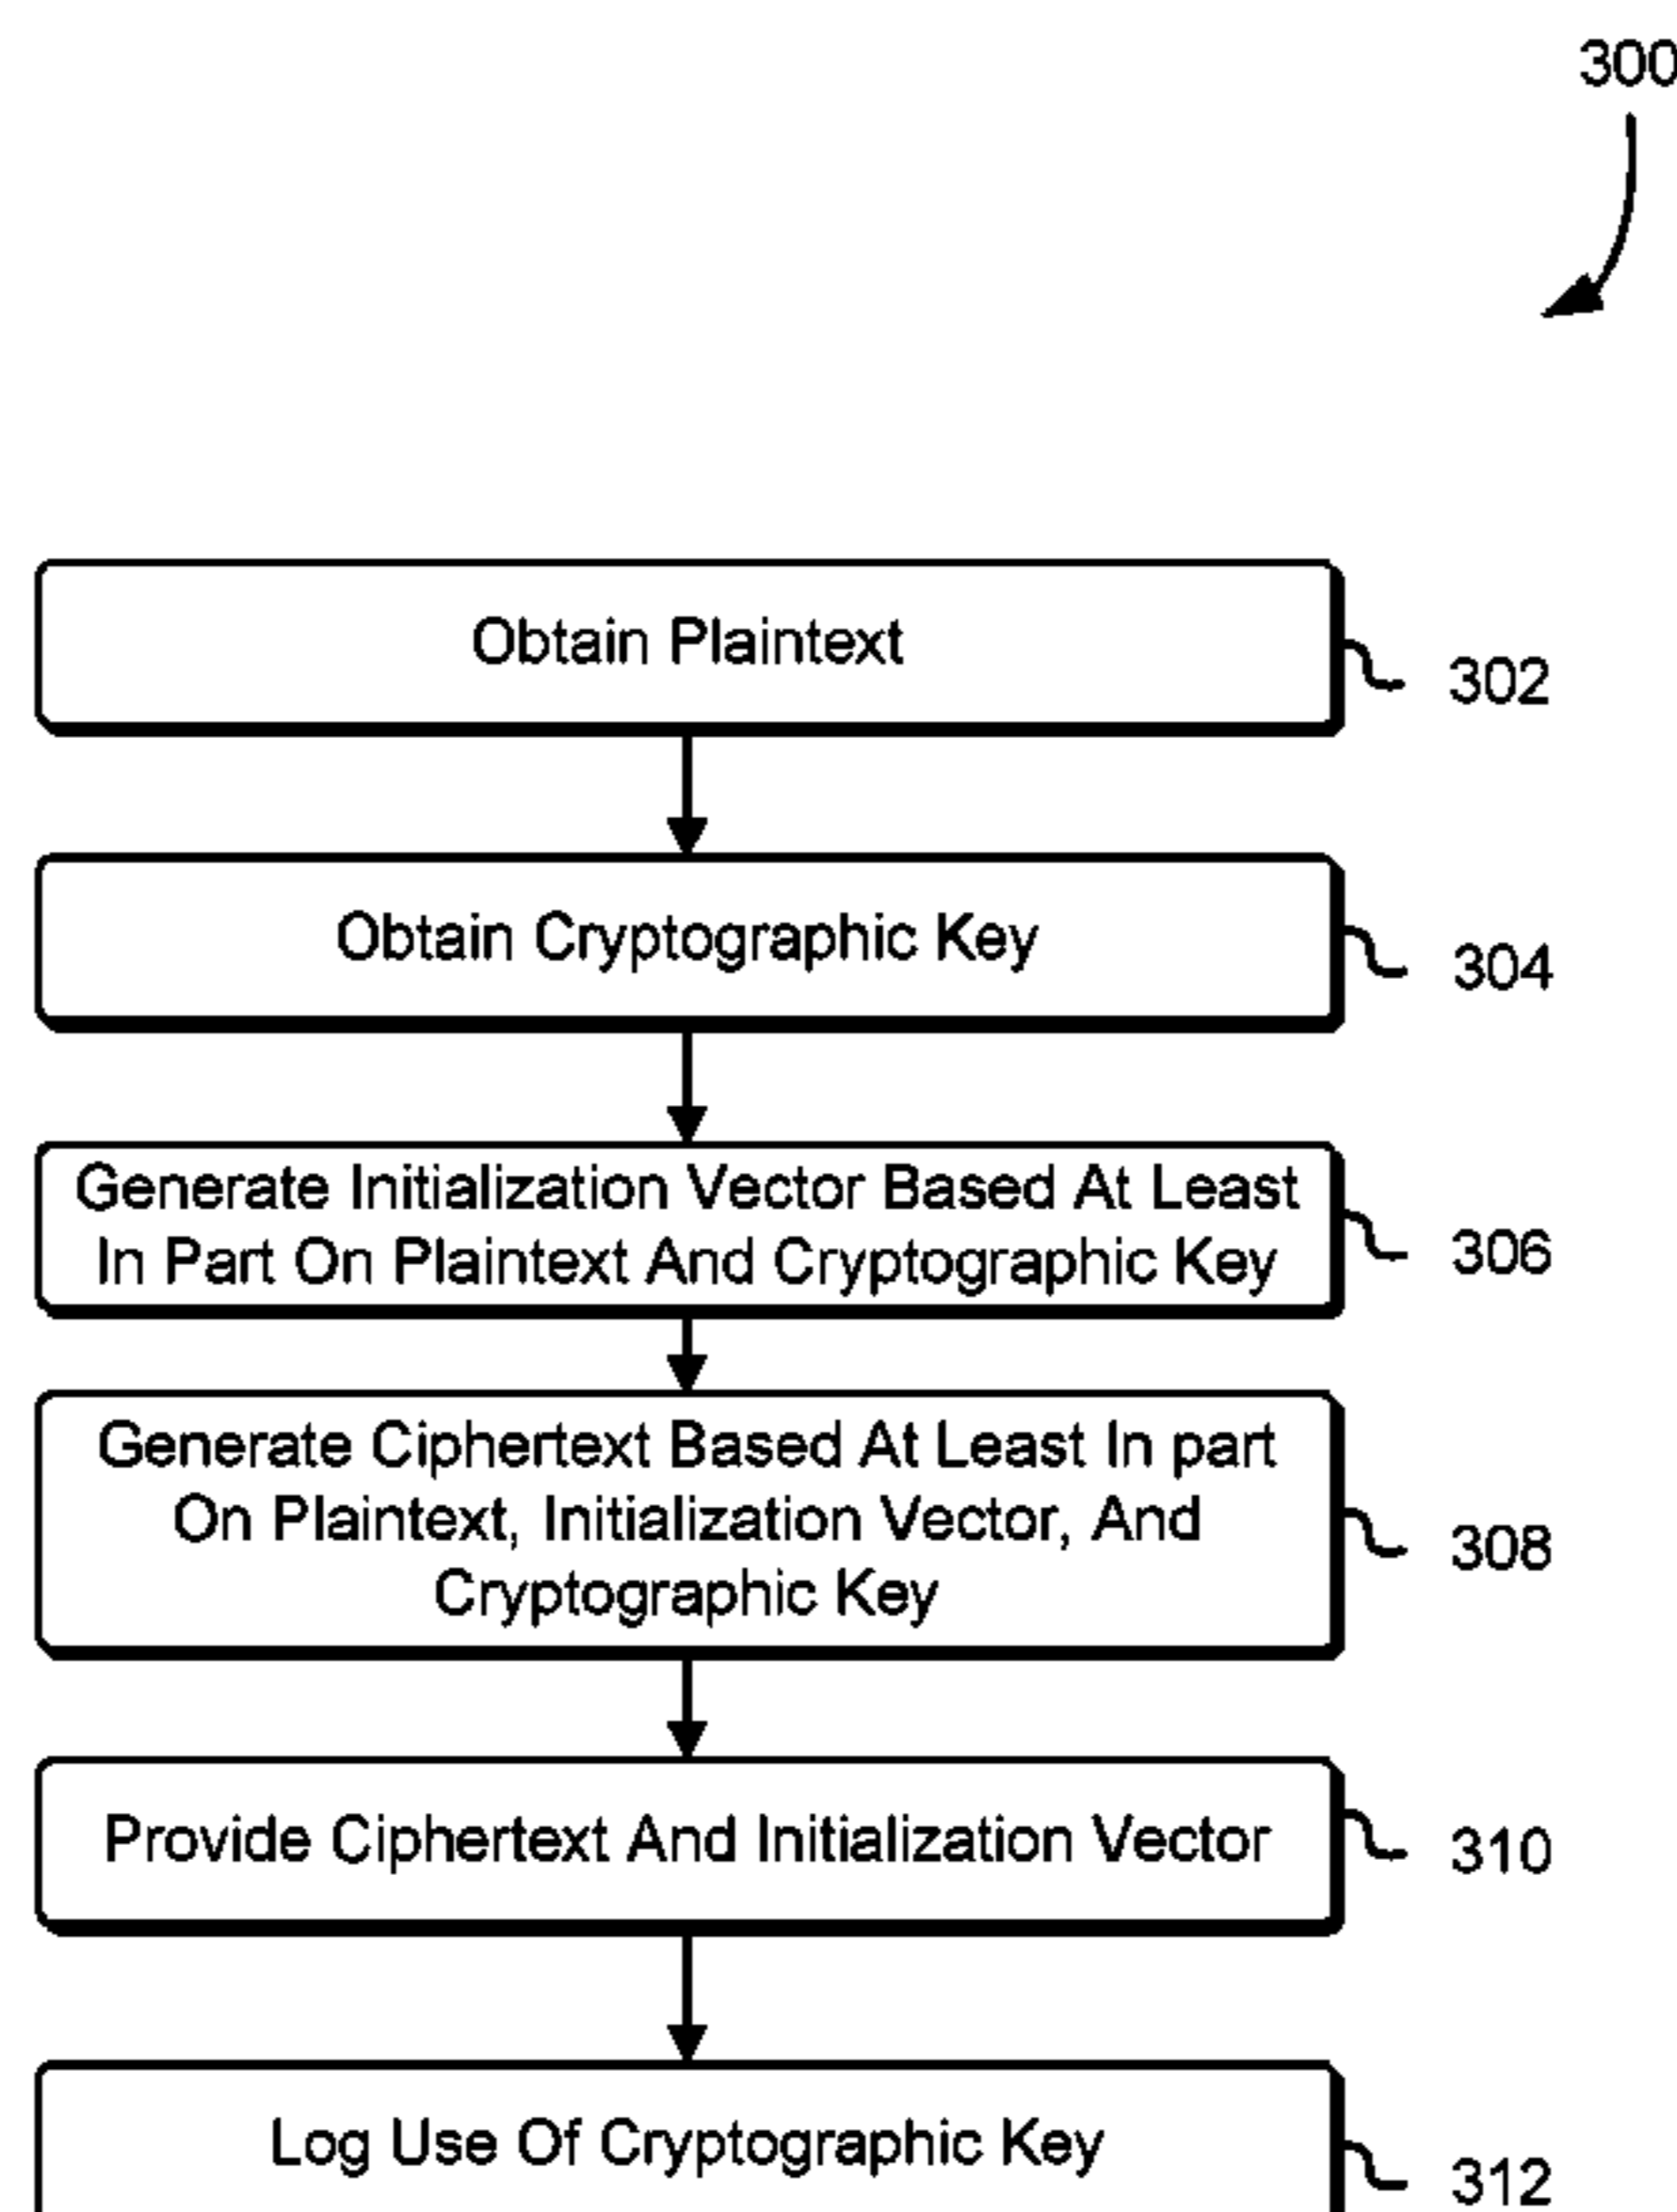 300
Obtain Plaintext
302
Obtain Cryptographic Key
304
Generate Initialization Vector Based At Least
In Part On Plaintext And Cryptographic Key
306
Generate Ciphertext Based At Least In part
On Plaintext, Initialization Vector, And
Cryptographic Key
308
Provide Ciphertext And Initialization Vector
310
Log Use Of Cryptographic Key
312